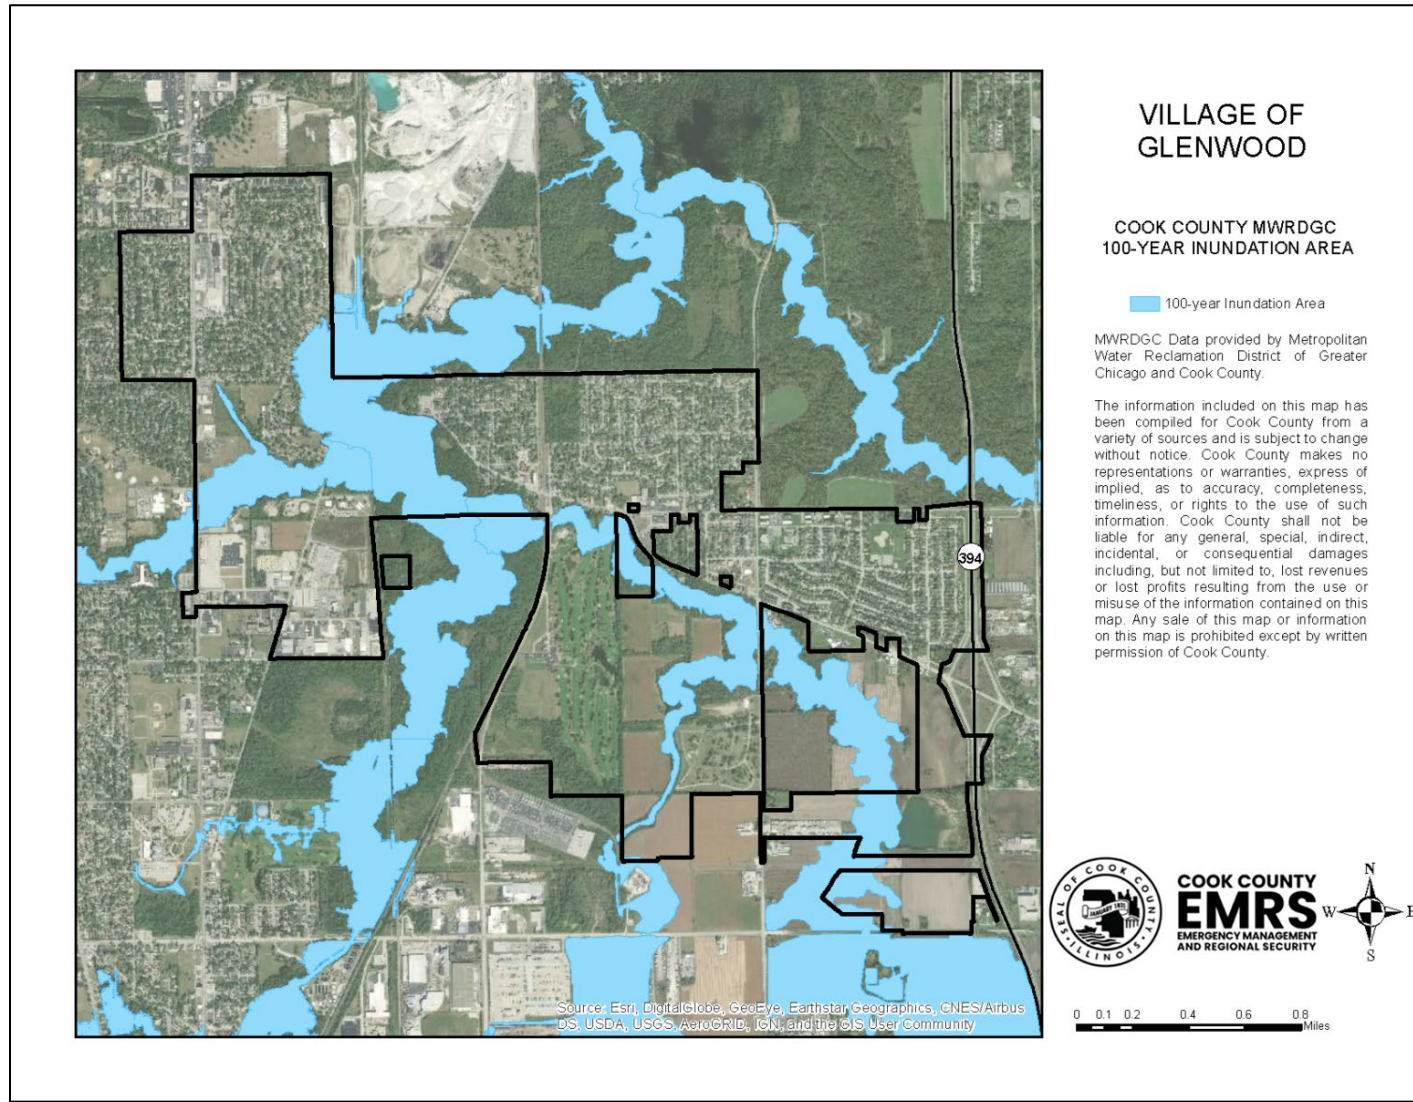 VILLAGE OF
GLENWOOD
COOK COUNTY MWRDGC
100-YEAR INUNDATION AREA
100-year Inundation Area
MWRDGC Data provided by Metropolitan
Water Reclamation District of Greater
Chicago and Cook County.
The information included on this map has
been compiled for Cook County from a
variety of sources and is subject to change
without notice. Cook County makes no
representations or warranties, express of
implied, as to accuracy, completeness,
timeliness, or rights to the use of such
information. Cook County shall not be
liable for any general, special, indirect,
incidental, or consequential damages
including, but not limited to, lost revenues
or lost profits resulting from the use or
misuse of the information contained on this
map. Any sale of this map or information
on this map is prohibited except by written
permission of Cook County.
394
SEAL OF COOK COUNTY
JANUARY 1831
ILLINOIS
COOK COUNTY
EMRS
EMERGENCY MANAGEMENT
AND REGIONAL SECURITY
N
W E
S
Source: Esri, DigitalGlobe, GeoEye, Earthstar Geographics, CNES/Airbus
DS, USDA, USGS, AeroGRID, IGN, and the GIS User Community
0 0.1 0.2 0.4 0.6 0.8
Miles